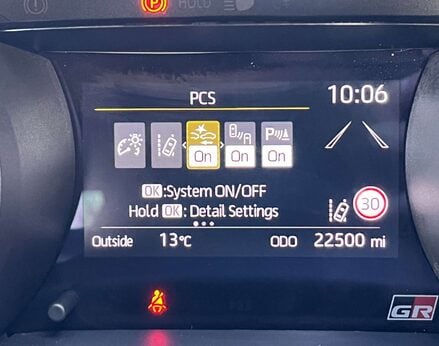 P HOLD
PCS 10:06
A P
On On On
OK:System ON/OFF
Hold OK: Detail Settings
30
Outside 13°C ODO 22500 mi
GR